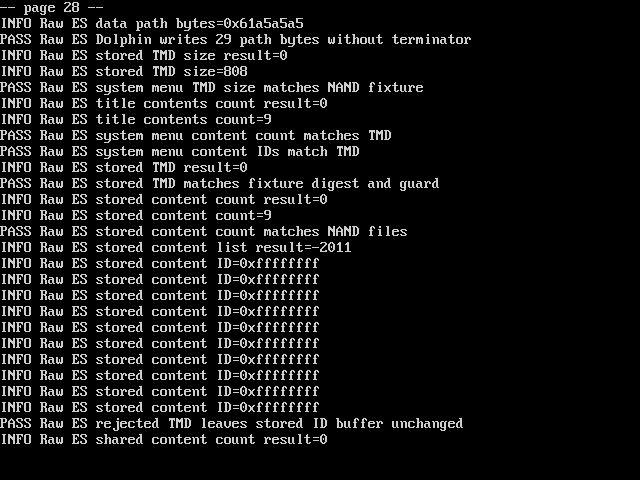 -- page 28 --
INFO Raw ES data path bytes=0x61a5a5a5
PASS Raw ES Dolphin writes 29 path bytes without terminator
INFO Raw ES stored TMD size result=0
INFO Raw ES stored TMD size=808
PASS Raw ES system menu TMD size matches NAND fixture
INFO Raw ES title contents count result=0
INFO Raw ES title contents count=9
PASS Raw ES system menu content count matches TMD
PASS Raw ES system menu content IDs match TMD
INFO Raw ES stored TMD result=0
PASS Raw ES stored TMD matches fixture digest and guard
INFO Raw ES stored content count result=0
INFO Raw ES stored content count=9
PASS Raw ES stored content count matches NAND files
INFO Raw ES stored content list result=-2011
INFO Raw ES stored content ID=0xffffffff
INFO Raw ES stored content ID=0xffffffff
INFO Raw ES stored content ID=0xffffffff
INFO Raw ES stored content ID=0xffffffff
INFO Raw ES stored content ID=0xffffffff
INFO Raw ES stored content ID=0xffffffff
INFO Raw ES stored content ID=0xffffffff
INFO Raw ES stored content ID=0xffffffff
INFO Raw ES stored content ID=0xffffffff
INFO Raw ES stored content ID=0xffffffff
PASS Raw ES rejected TMD leaves stored ID buffer unchanged
INFO Raw ES shared content count result=0